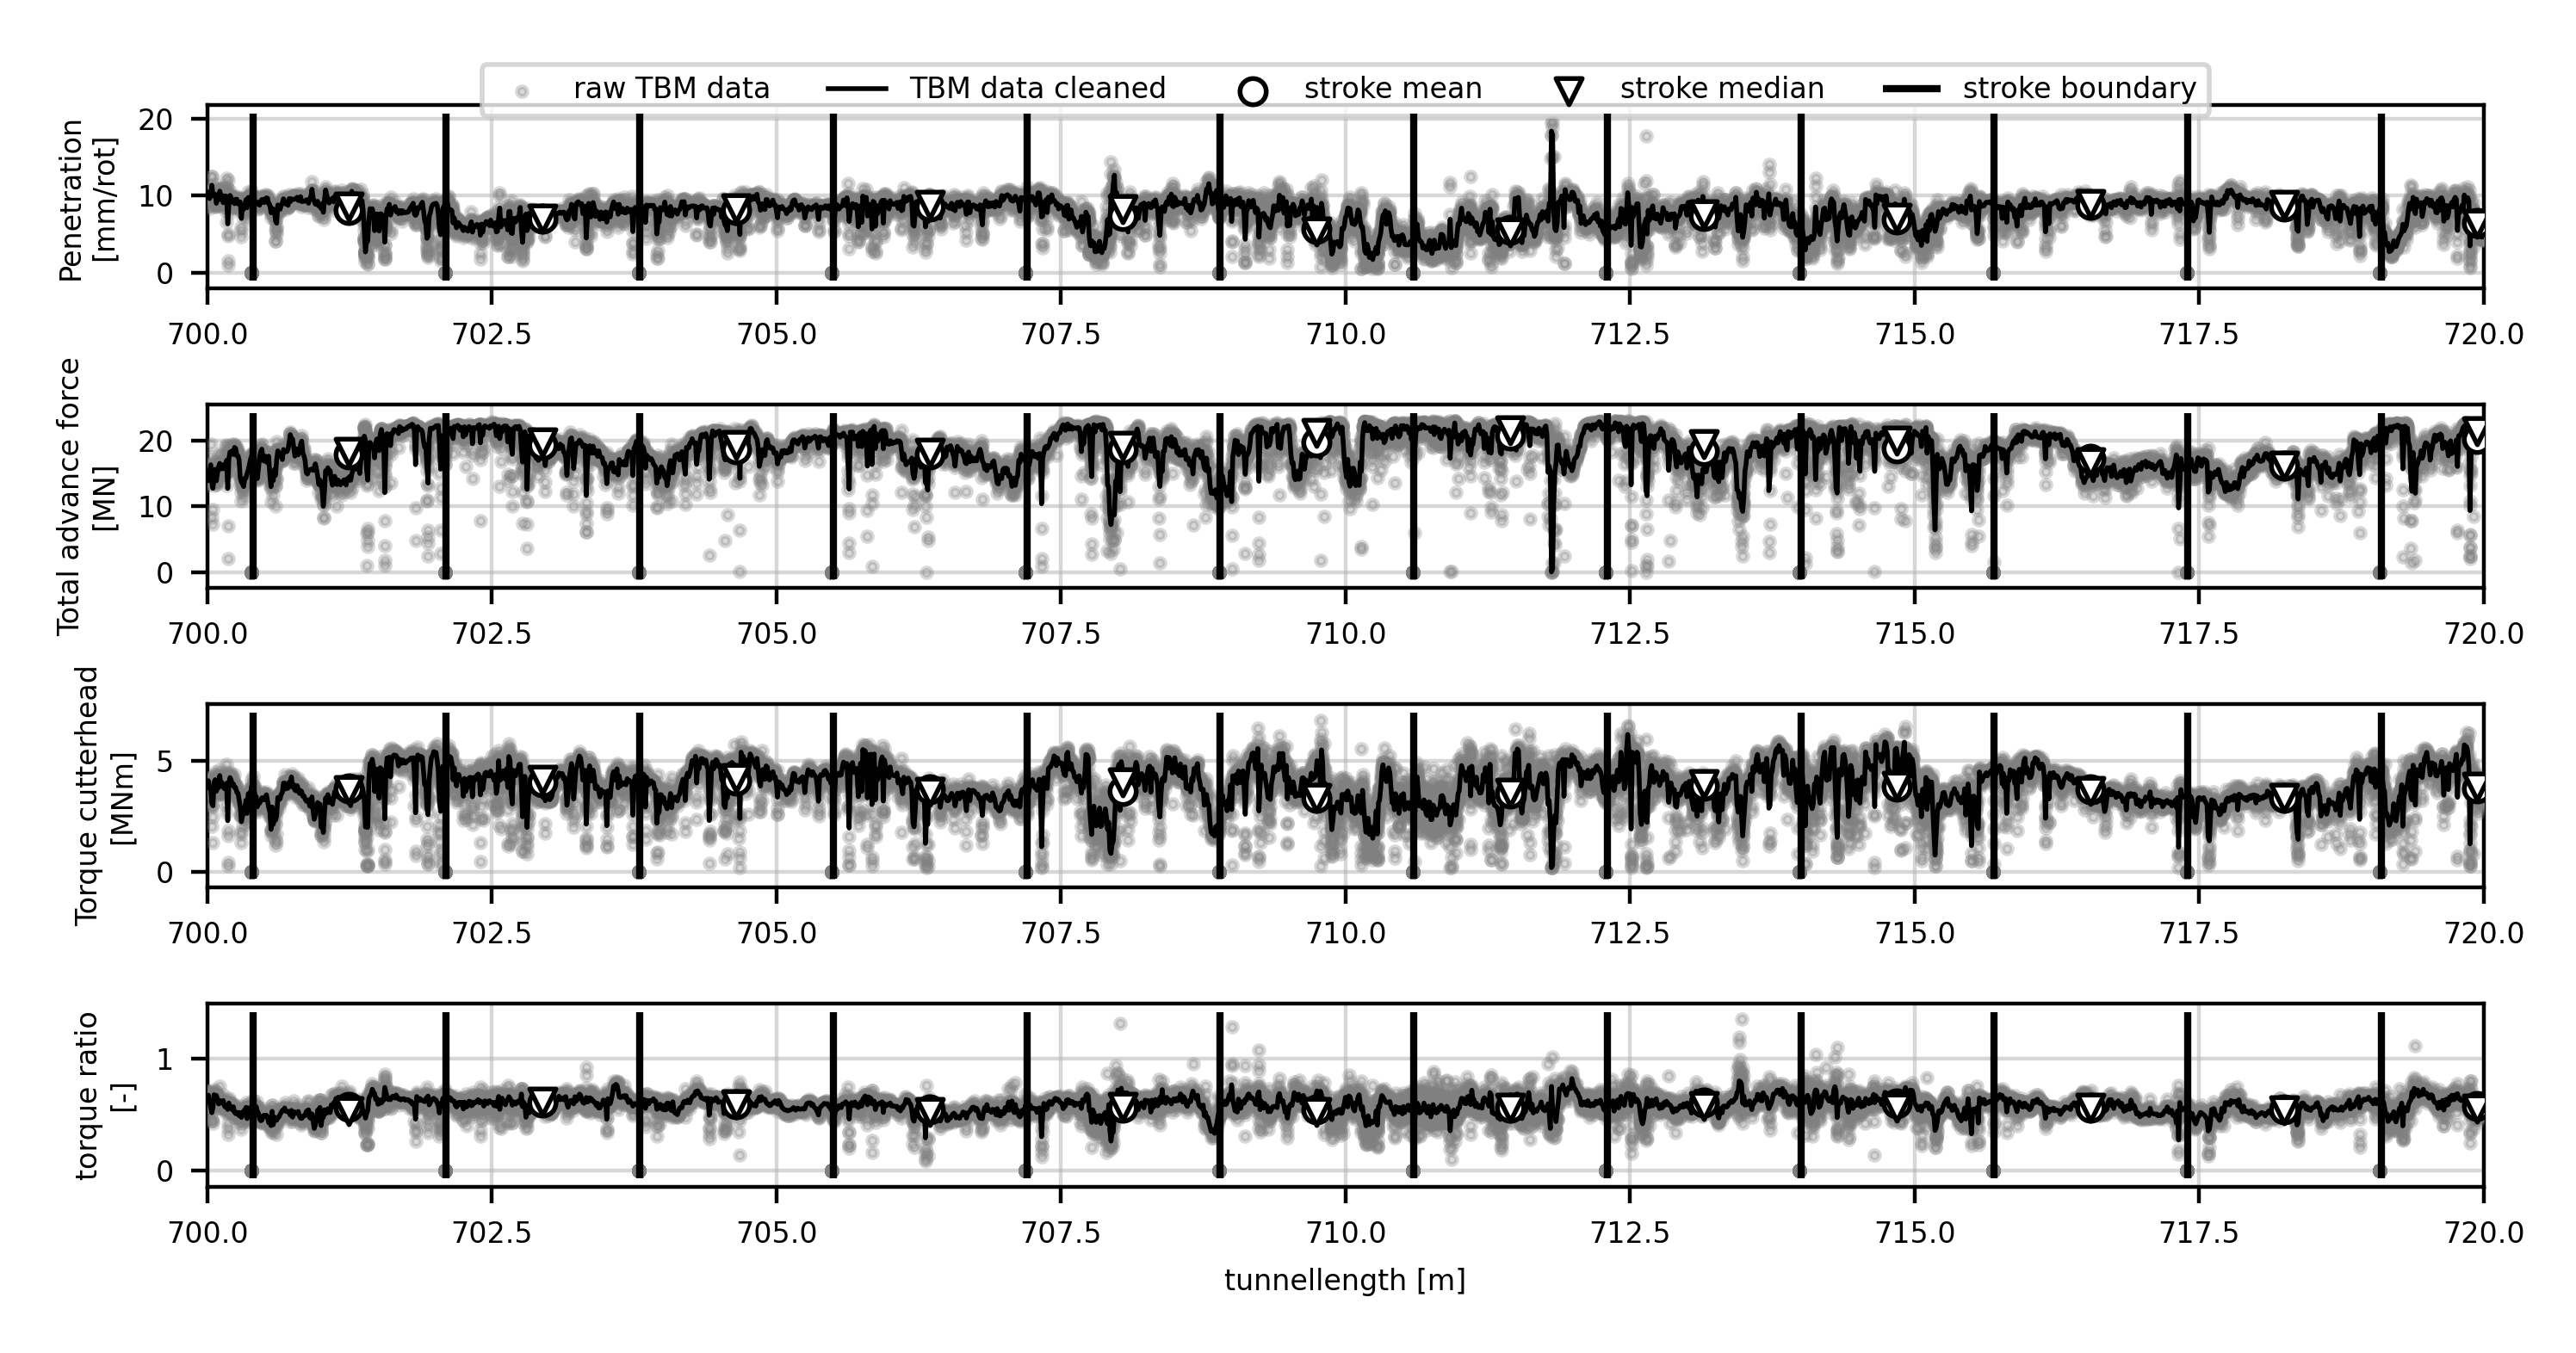 raw TBM data TBM data cleaned stroke mean stroke median stroke boundary
Penetration
[mm/rot]
20
10
0
700.0 702.5 705.0 707.5 710.0 712.5 715.0 717.5 720.0
Total advance force
[MN]
20
10
0
700.0 702.5 705.0 707.5 710.0 712.5 715.0 717.5 720.0
Torque cutterhead
[MNm]
5
0
700.0 702.5 705.0 707.5 710.0 712.5 715.0 717.5 720.0
torque ratio
[-]
1
0
700.0 702.5 705.0 707.5 710.0 712.5 715.0 717.5 720.0
tunnellength [m]